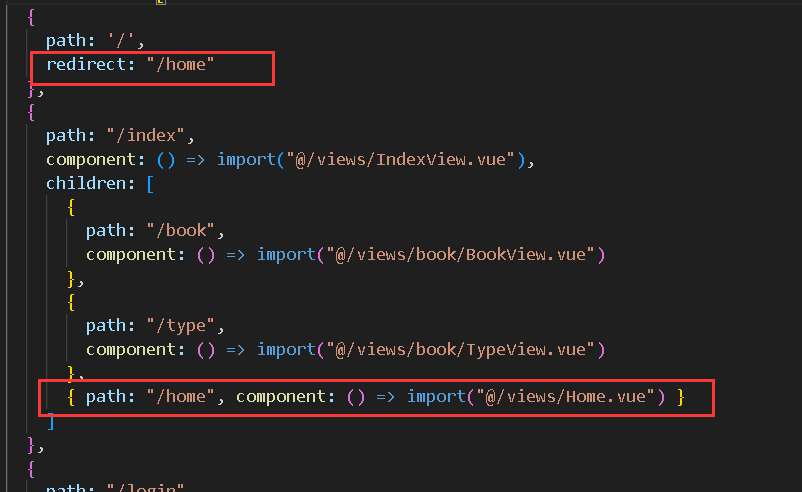 [
{
path: '/',
redirect: "/home"
},
{
path: "/index",
component: () => import("@/views/IndexView.vue"),
children: [
{
path: "/book",
component: () => import("@/views/book/BookView.vue")
},
{
path: "/type",
component: () => import("@/views/book/TypeView.vue")
},
{ path: "/home", component: () => import("@/views/Home.vue") }
]
},
{
path: "/login"